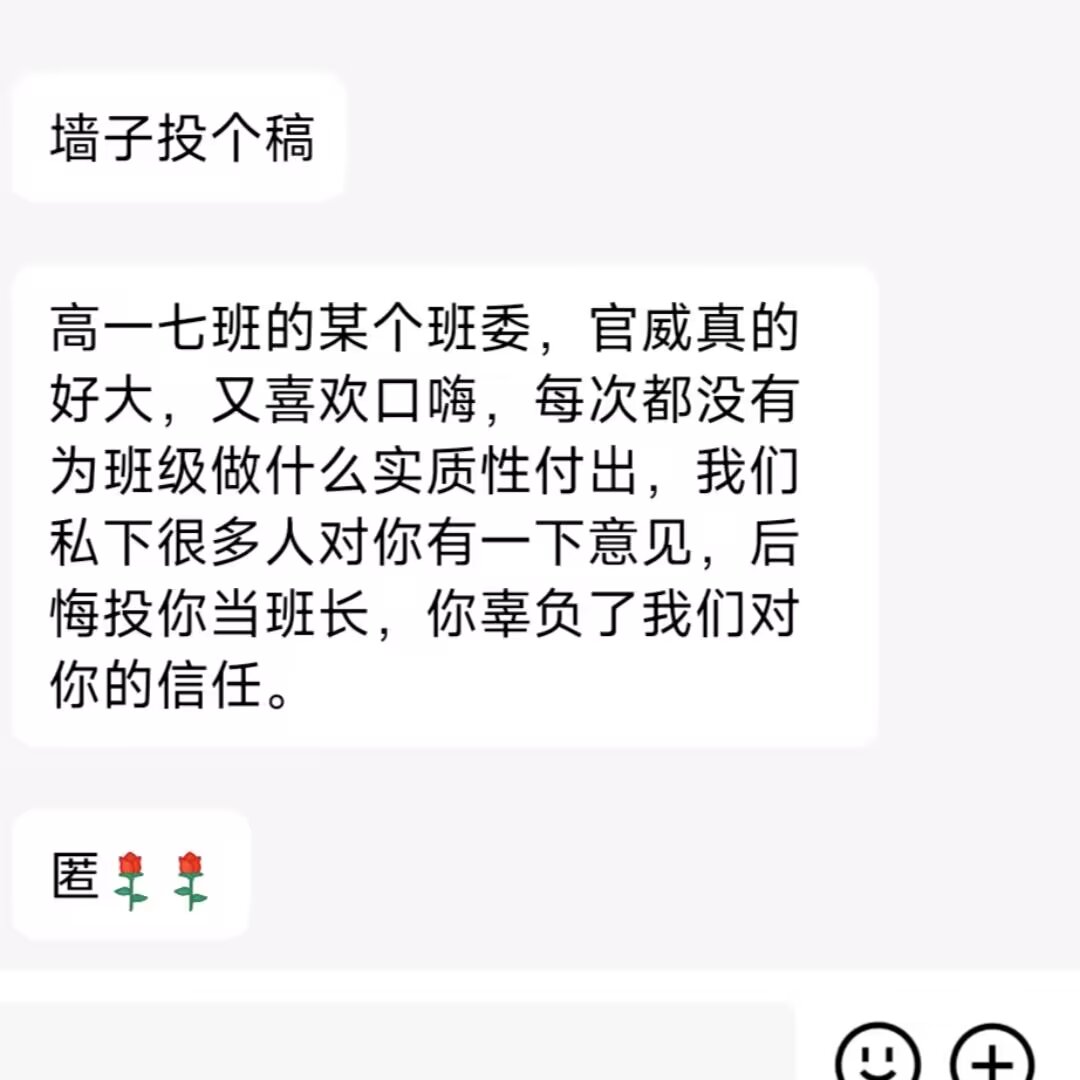 墙子投个稿
高一七班的某个班委，官威真的
好大，又喜欢口嗨，每次都没有
为班级做什么实质性付出，我们
私下很多人对你有一下意见，后
悔投你当班长，你辜负了我们对
你的信任。
匿🌹🌹